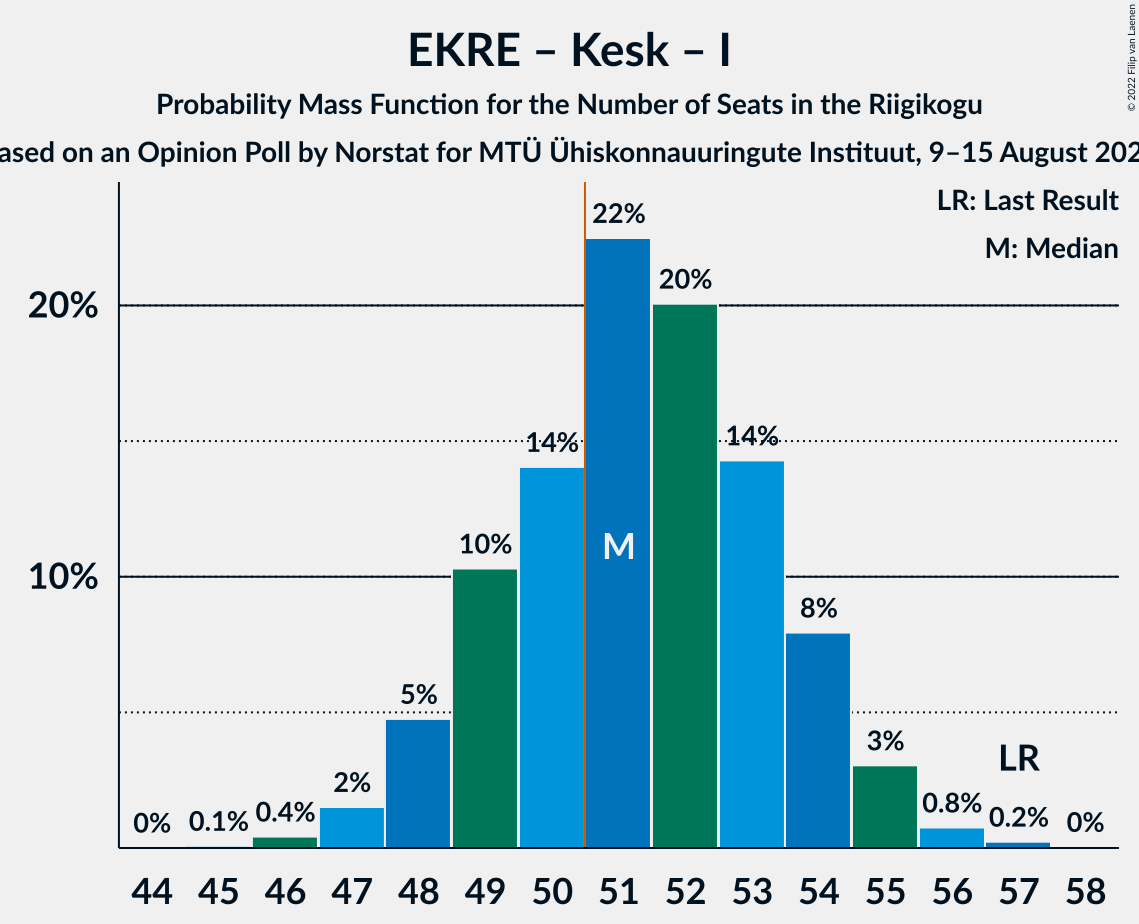 © 2022 Filip van Laenen
EKRE – Kesk – I
Probability Mass Function for the Number of Seats in the Riigikogu
ased on an Opinion Poll by Norstat for MTÜ Ühiskonnauuringute Instituut, 9–15 August 202
LR: Last Result
M: Median
22%
20%
20%
14%
14%
10%
M
10%
8%
5%
3%
LR
2%
0.8%
0.4%
0.2%
0.1%
0%
0%
44 45 46 47 48 49 50 51 52 53 54 55 56 57 58